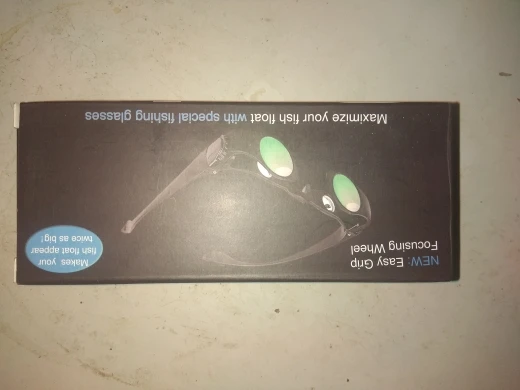 NEW: Easy Grip
Focusing Wheel
Makes your
fish float appear
twice as big!
Maximize your fish float with special fishing glasses